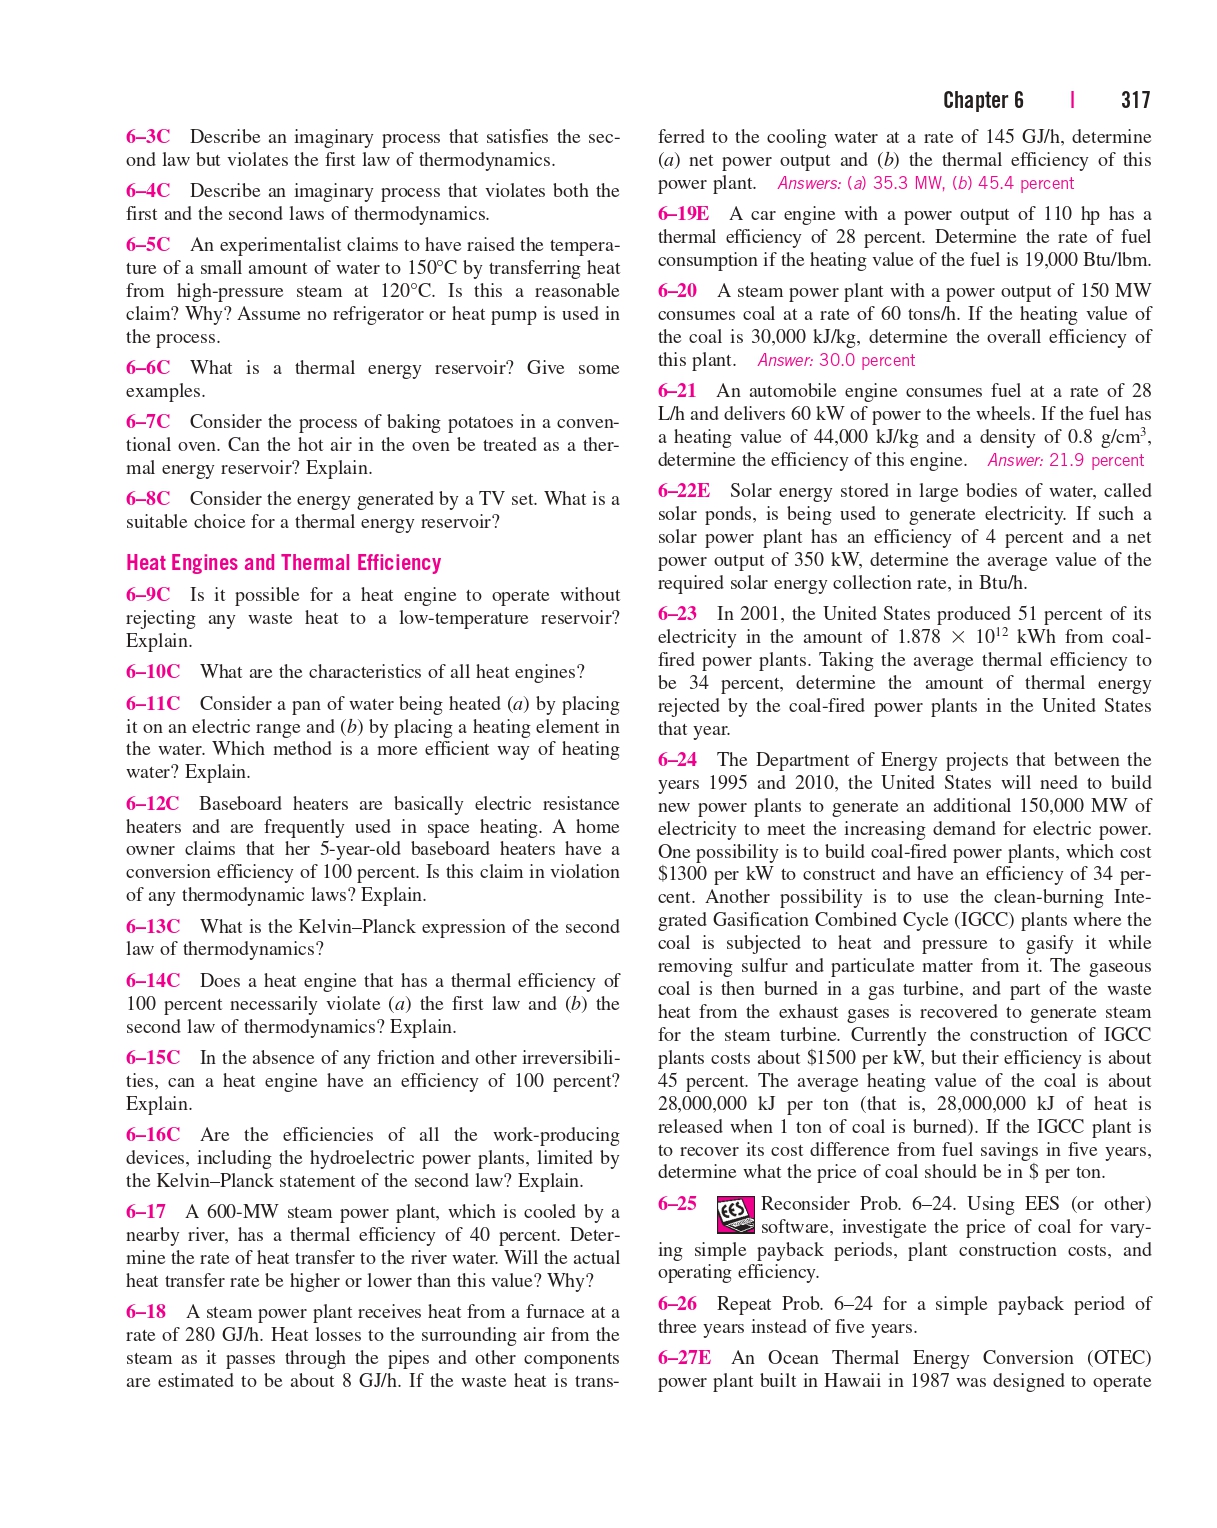 Chapter 6 | 317
6–3C Describe an imaginary process that satisfies the sec-
ond law but violates the first law of thermodynamics.
6–4C Describe an imaginary process that violates both the
first and the second laws of thermodynamics.
6–5C An experimentalist claims to have raised the tempera-
ture of a small amount of water to 150°C by transferring heat
from high-pressure steam at 120°C. Is this a reasonable
claim? Why? Assume no refrigerator or heat pump is used in
the process.
6–6C What is a thermal energy reservoir? Give some
examples.
6–7C Consider the process of baking potatoes in a conven-
tional oven. Can the hot air in the oven be treated as a ther-
mal energy reservoir? Explain.
6–8C Consider the energy generated by a TV set. What is a
suitable choice for a thermal energy reservoir?
Heat Engines and Thermal Efficiency
6–9C Is it possible for a heat engine to operate without
rejecting any waste heat to a low-temperature reservoir?
Explain.
6–10C What are the characteristics of all heat engines?
6–11C Consider a pan of water being heated (a) by placing
it on an electric range and (b) by placing a heating element in
the water. Which method is a more efficient way of heating
water? Explain.
6–12C Baseboard heaters are basically electric resistance
heaters and are frequently used in space heating. A home
owner claims that her 5-year-old baseboard heaters have a
conversion efficiency of 100 percent. Is this claim in violation
of any thermodynamic laws? Explain.
6–13C What is the Kelvin–Planck expression of the second
law of thermodynamics?
6–14C Does a heat engine that has a thermal efficiency of
100 percent necessarily violate (a) the first law and (b) the
second law of thermodynamics? Explain.
6–15C In the absence of any friction and other irreversibili-
ties, can a heat engine have an efficiency of 100 percent?
Explain.
6–16C Are the efficiencies of all the work-producing
devices, including the hydroelectric power plants, limited by
the Kelvin–Planck statement of the second law? Explain.
6–17 A 600-MW steam power plant, which is cooled by a
nearby river, has a thermal efficiency of 40 percent. Deter-
mine the rate of heat transfer to the river water. Will the actual
heat transfer rate be higher or lower than this value? Why?
6–18 A steam power plant receives heat from a furnace at a
rate of 280 GJ/h. Heat losses to the surrounding air from the
steam as it passes through the pipes and other components
are estimated to be about 8 GJ/h. If the waste heat is trans-
ferred to the cooling water at a rate of 145 GJ/h, determine
(a) net power output and (b) the thermal efficiency of this
power plant. Answers: (a) 35.3 MW, (b) 45.4 percent
6–19E A car engine with a power output of 110 hp has a
thermal efficiency of 28 percent. Determine the rate of fuel
consumption if the heating value of the fuel is 19,000 Btu/lbm.
6–20 A steam power plant with a power output of 150 MW
consumes coal at a rate of 60 tons/h. If the heating value of
the coal is 30,000 kJ/kg, determine the overall efficiency of
this plant. Answer: 30.0 percent
6–21 An automobile engine consumes fuel at a rate of 28
L/h and delivers 60 kW of power to the wheels. If the fuel has
a heating value of 44,000 kJ/kg and a density of 0.8 g/cm³,
determine the efficiency of this engine. Answer: 21.9 percent
6–22E Solar energy stored in large bodies of water, called
solar ponds, is being used to generate electricity. If such a
solar power plant has an efficiency of 4 percent and a net
power output of 350 kW, determine the average value of the
required solar energy collection rate, in Btu/h.
6–23 In 2001, the United States produced 51 percent of its
electricity in the amount of 1.878 × 10¹² kWh from coal-
fired power plants. Taking the average thermal efficiency to
be 34 percent, determine the amount of thermal energy
rejected by the coal-fired power plants in the United States
that year.
6–24 The Department of Energy projects that between the
years 1995 and 2010, the United States will need to build
new power plants to generate an additional 150,000 MW of
electricity to meet the increasing demand for electric power.
One possibility is to build coal-fired power plants, which cost
$1300 per kW to construct and have an efficiency of 34 per-
cent. Another possibility is to use the clean-burning Inte-
grated Gasification Combined Cycle (IGCC) plants where the
coal is subjected to heat and pressure to gasify it while
removing sulfur and particulate matter from it. The gaseous
coal is then burned in a gas turbine, and part of the waste
heat from the exhaust gases is recovered to generate steam
for the steam turbine. Currently the construction of IGCC
plants costs about $1500 per kW, but their efficiency is about
45 percent. The average heating value of the coal is about
28,000,000 kJ per ton (that is, 28,000,000 kJ of heat is
released when 1 ton of coal is burned). If the IGCC plant is
to recover its cost difference from fuel savings in five years,
determine what the price of coal should be in $ per ton.
6–25 EES Reconsider Prob. 6–24. Using EES (or other)
software, investigate the price of coal for vary-
ing simple payback periods, plant construction costs, and
operating efficiency.
6–26 Repeat Prob. 6–24 for a simple payback period of
three years instead of five years.
6–27E An Ocean Thermal Energy Conversion (OTEC)
power plant built in Hawaii in 1987 was designed to operate